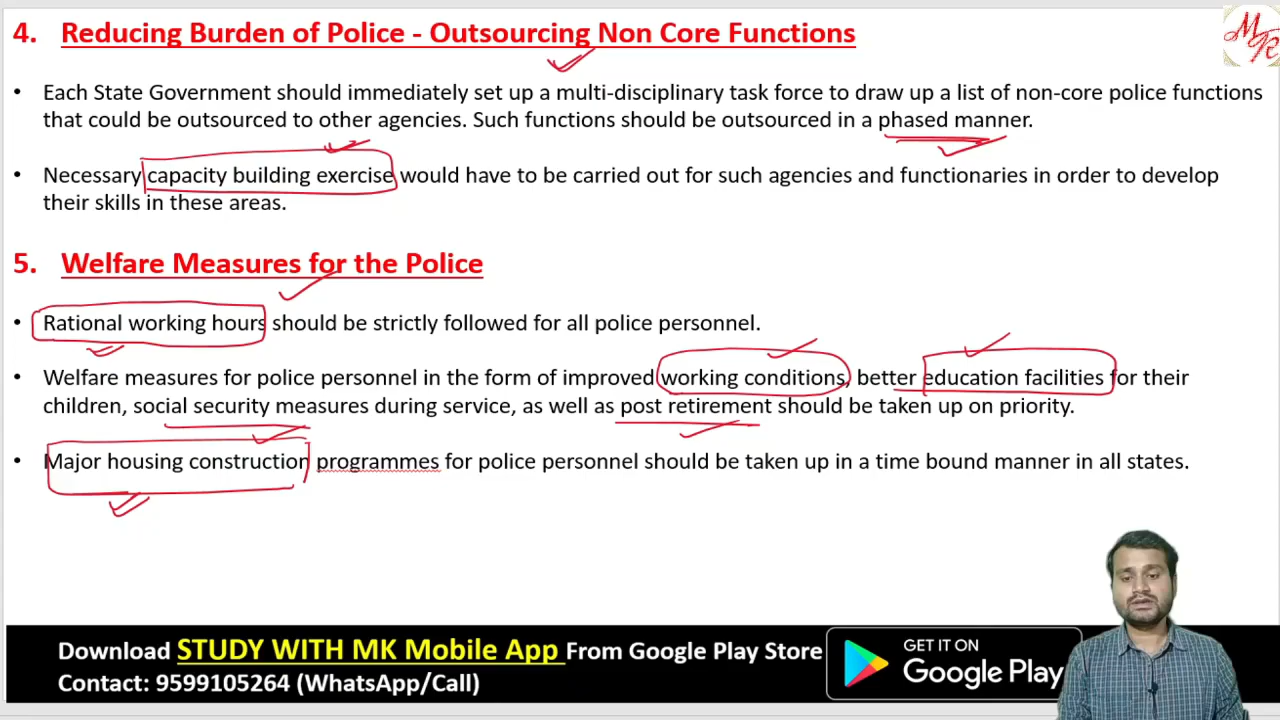 4. Reducing Burden of Police - Outsourcing Non Core Functions
MK
• Each State Government should immediately set up a multi-disciplinary task force to draw up a list of non-core police functions
that could be outsourced to other agencies. Such functions should be outsourced in a phased manner.
• Necessary capacity building exercise would have to be carried out for such agencies and functionaries in order to develop
their skills in these areas.
5. Welfare Measures for the Police
• Rational working hours should be strictly followed for all police personnel.
• Welfare measures for police personnel in the form of improved working conditions, better education facilities for their
children, social security measures during service, as well as post retirement should be taken up on priority.
• Major housing construction programmes for police personnel should be taken up in a time bound manner in all states.
Download STUDY WITH MK Mobile App From Google Play Store
Contact: 9599105264 (WhatsApp/Call)
GET IT ON
Google Play